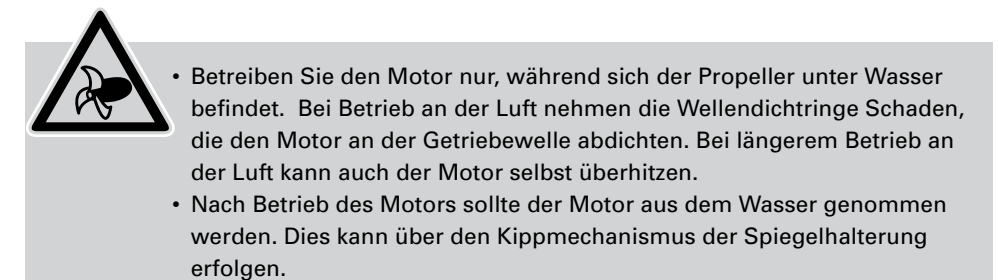 • Betreiben Sie den Motor nur, während sich der Propeller unter Wasser
befindet.  Bei Betrieb an der Luft nehmen die Wellendichtringe Schaden,
die den Motor an der Getriebewelle abdichten. Bei längerem Betrieb an
der Luft kann auch der Motor selbst überhitzen.
• Nach Betrieb des Motors sollte der Motor aus dem Wasser genommen
werden. Dies kann über den Kippmechanismus der Spiegelhalterung
erfolgen.